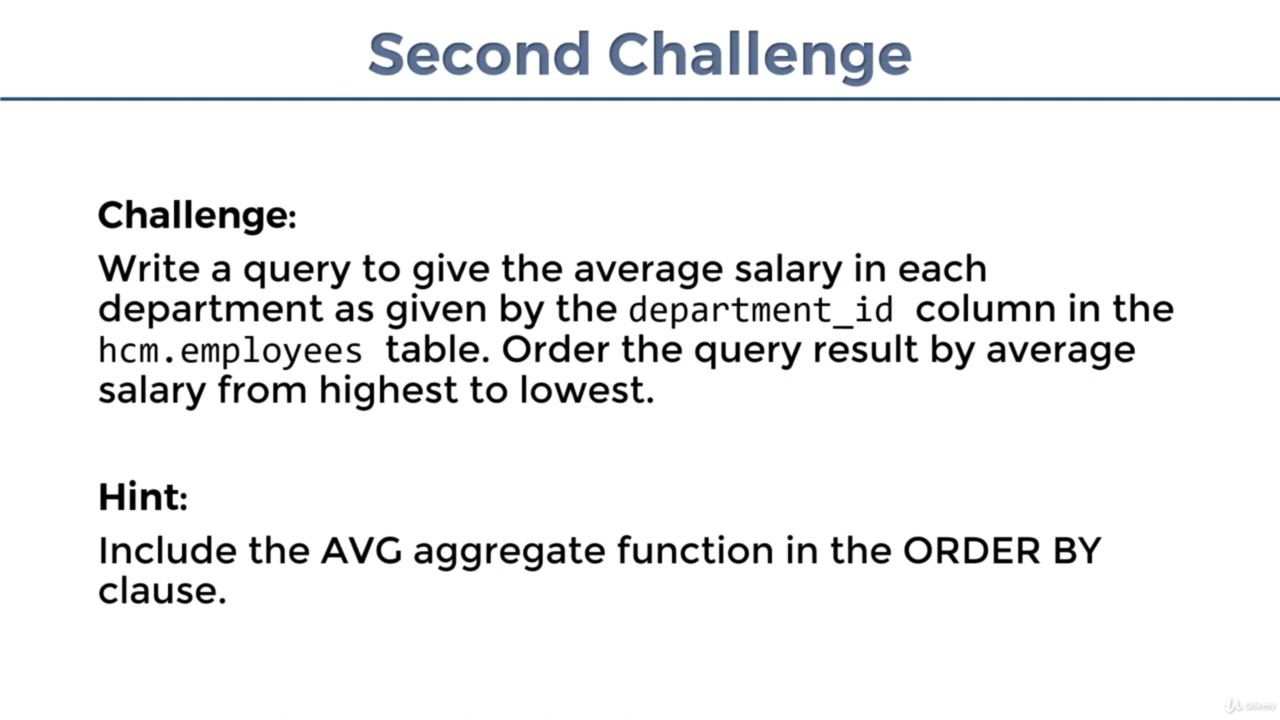 Second Challenge
Challenge:
Write a query to give the average salary in each
department as given by the department_id column in the
hcm.employees table. Order the query result by average
salary from highest to lowest.
Hint:
Include the AVG aggregate function in the ORDER BY
clause.
Udemy